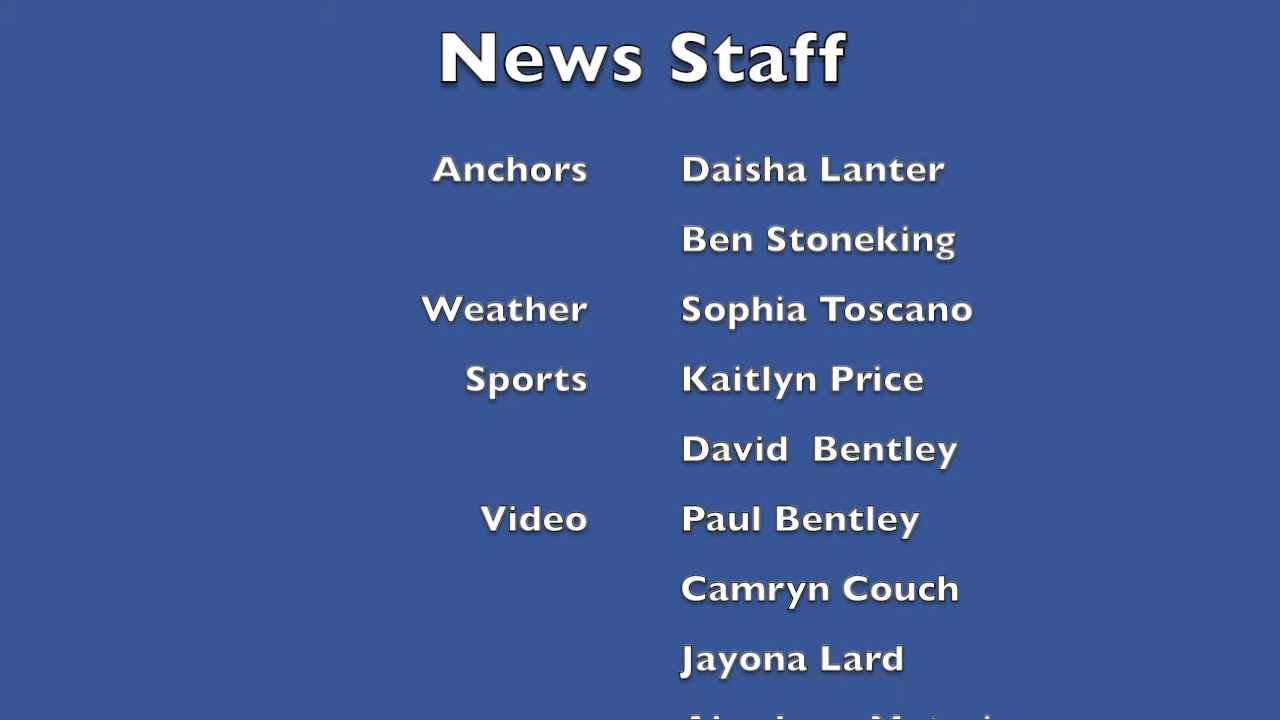 News Staff
Anchors Daisha Lanter
Ben Stoneking
Weather Sophia Toscano
Sports Kaitlyn Price
David  Bentley
Video Paul Bentley
Camryn Couch
Jayona Lard